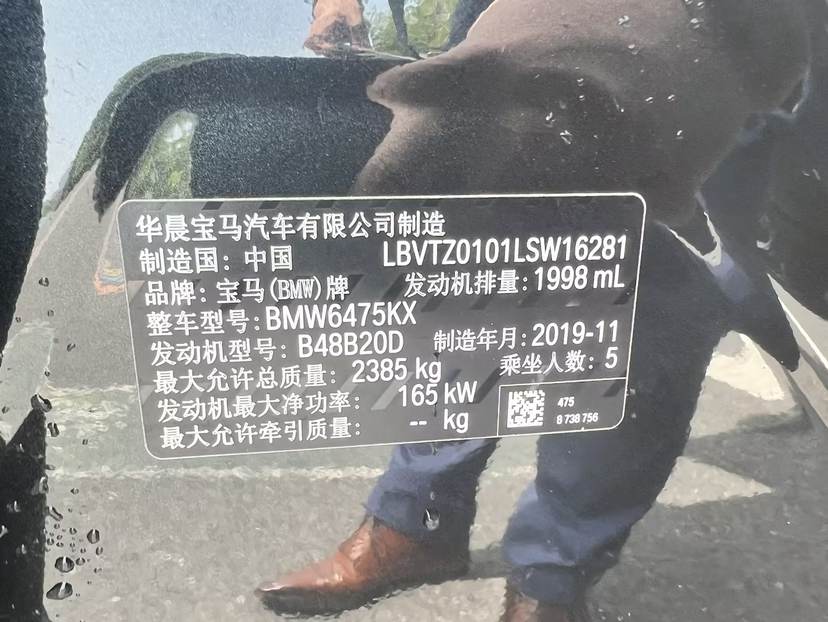 华晨宝马汽车有限公司制造
制造国：中国 LBVTZ0101LSW16281
品牌：宝马(BMW)牌 发动机排量：1998 mL
整车型号：BMW6475KX
发动机型号：B48B20D 制造年月：2019-11
最大允许总质量：2385 kg 乘坐人数：5
发动机最大净功率：165 kW
最大允许牵引质量：-- kg
475
8 738 756